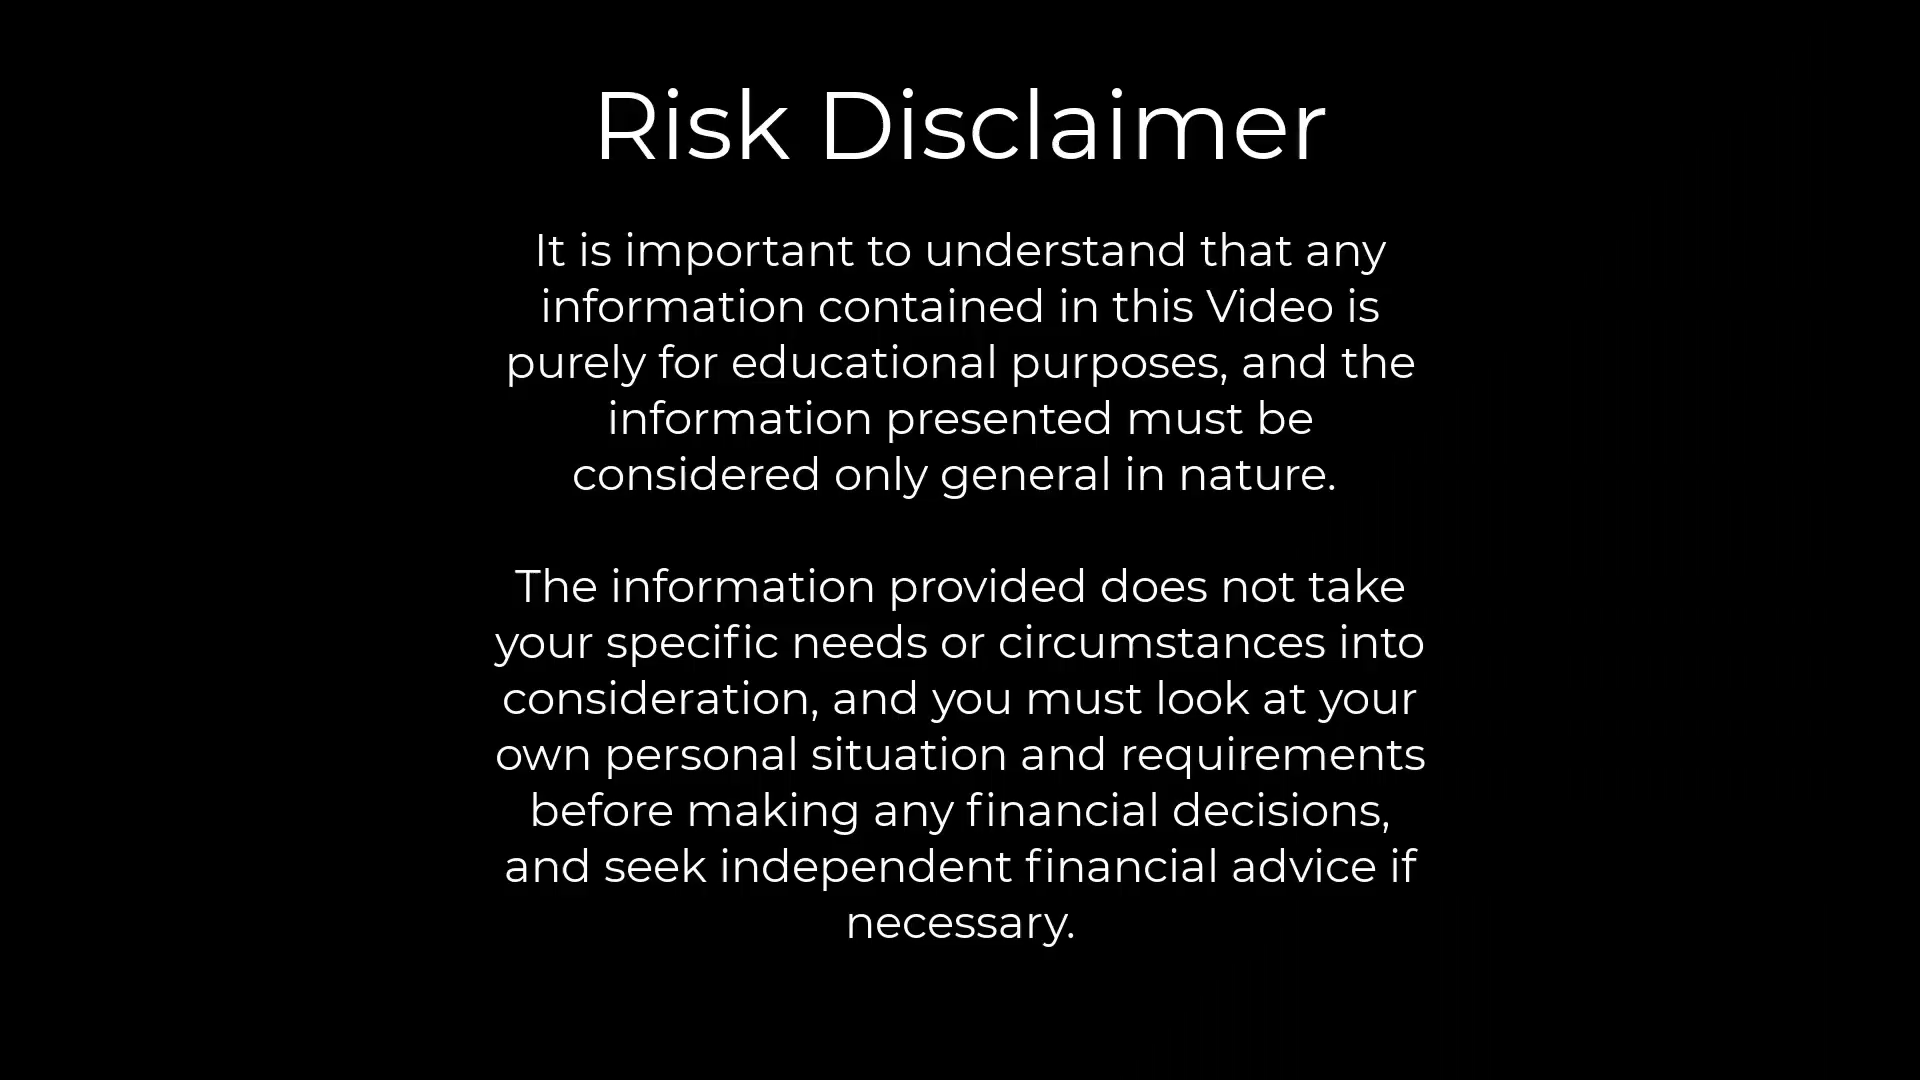 Risk Disclaimer
It is important to understand that any
information contained in this Video is
purely for educational purposes, and the
information presented must be
considered only general in nature.
The information provided does not take
your specific needs or circumstances into
consideration, and you must look at your
own personal situation and requirements
before making any financial decisions,
and seek independent financial advice if
necessary.